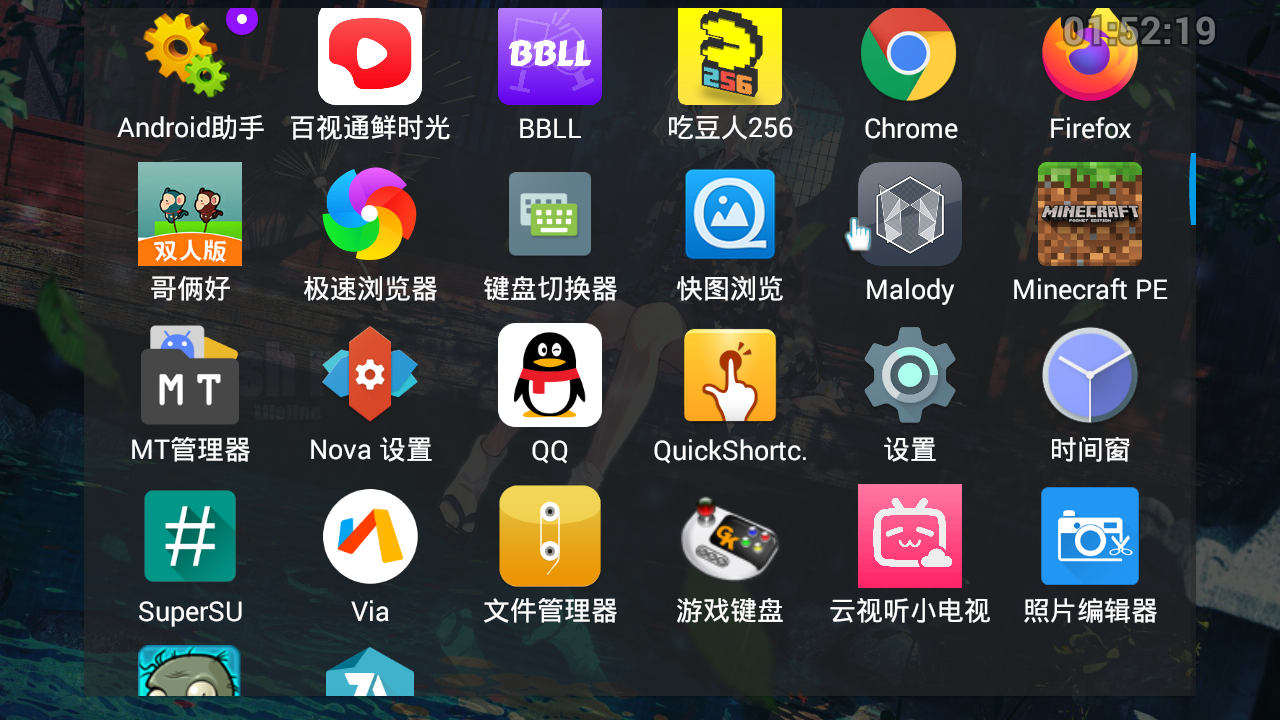 01:52:19
BBLL
256
Android助手
百视通鲜时光
BBLL
吃豆人256
Chrome
Firefox
双人版
MINECRAFT
POCKET EDITION
哥俩好
极速浏览器
键盘切换器
快图浏览
Malody
Minecraft PE
MT
MT管理器
Nova 设置
QQ
QuickShortc.
设置
时间窗
#
GK
SuperSU
Via
文件管理器
游戏键盘
云视听小电视
照片编辑器